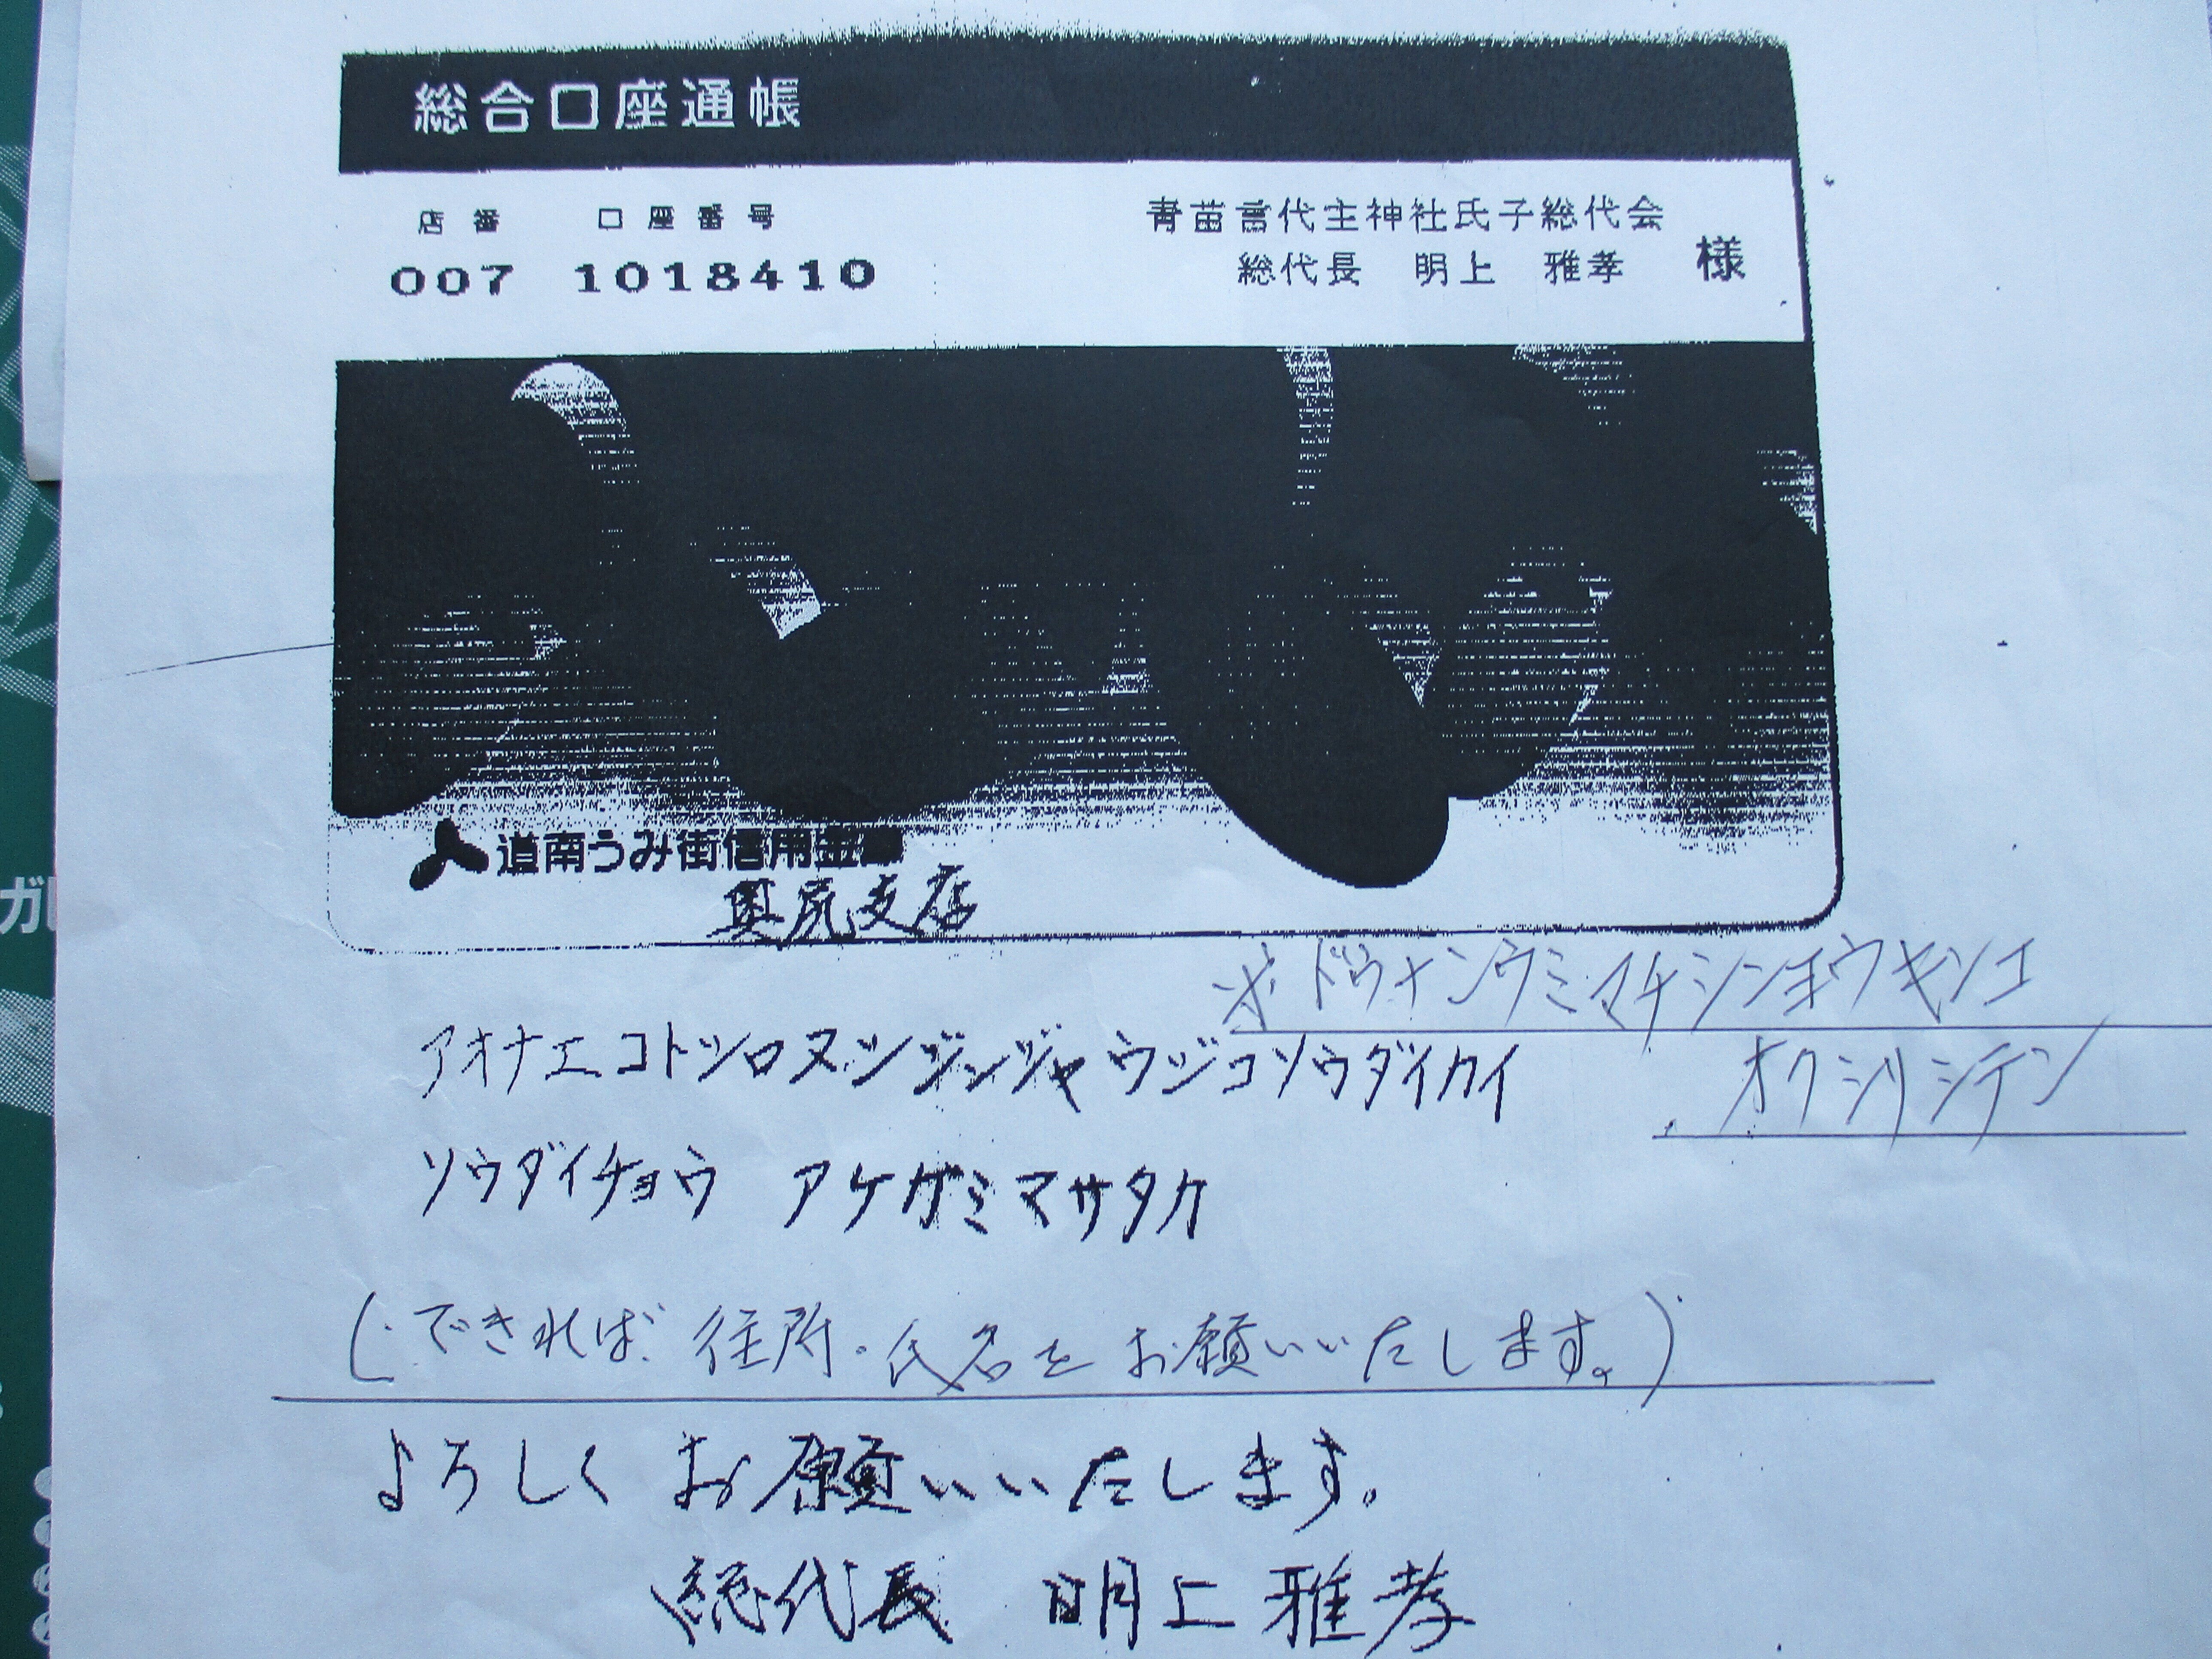 総合口座通帳
店番 口座番号
007 1018410
青苗言代主神社氏子総代会
総代長 明上 雅孝 様
道南うみ街信用金庫
奥尻支店
※ドウナンウミマチシンヨウキンコ
オクシリシテン
アオナエコトシロヌシジンジャウジコソウダイカイ
ソウダイチョウ アケガミマサタカ
(できれば、住所・氏名をお願いいたします。)
よろしくお願いいたします。
総代長 明上雅孝
ガ